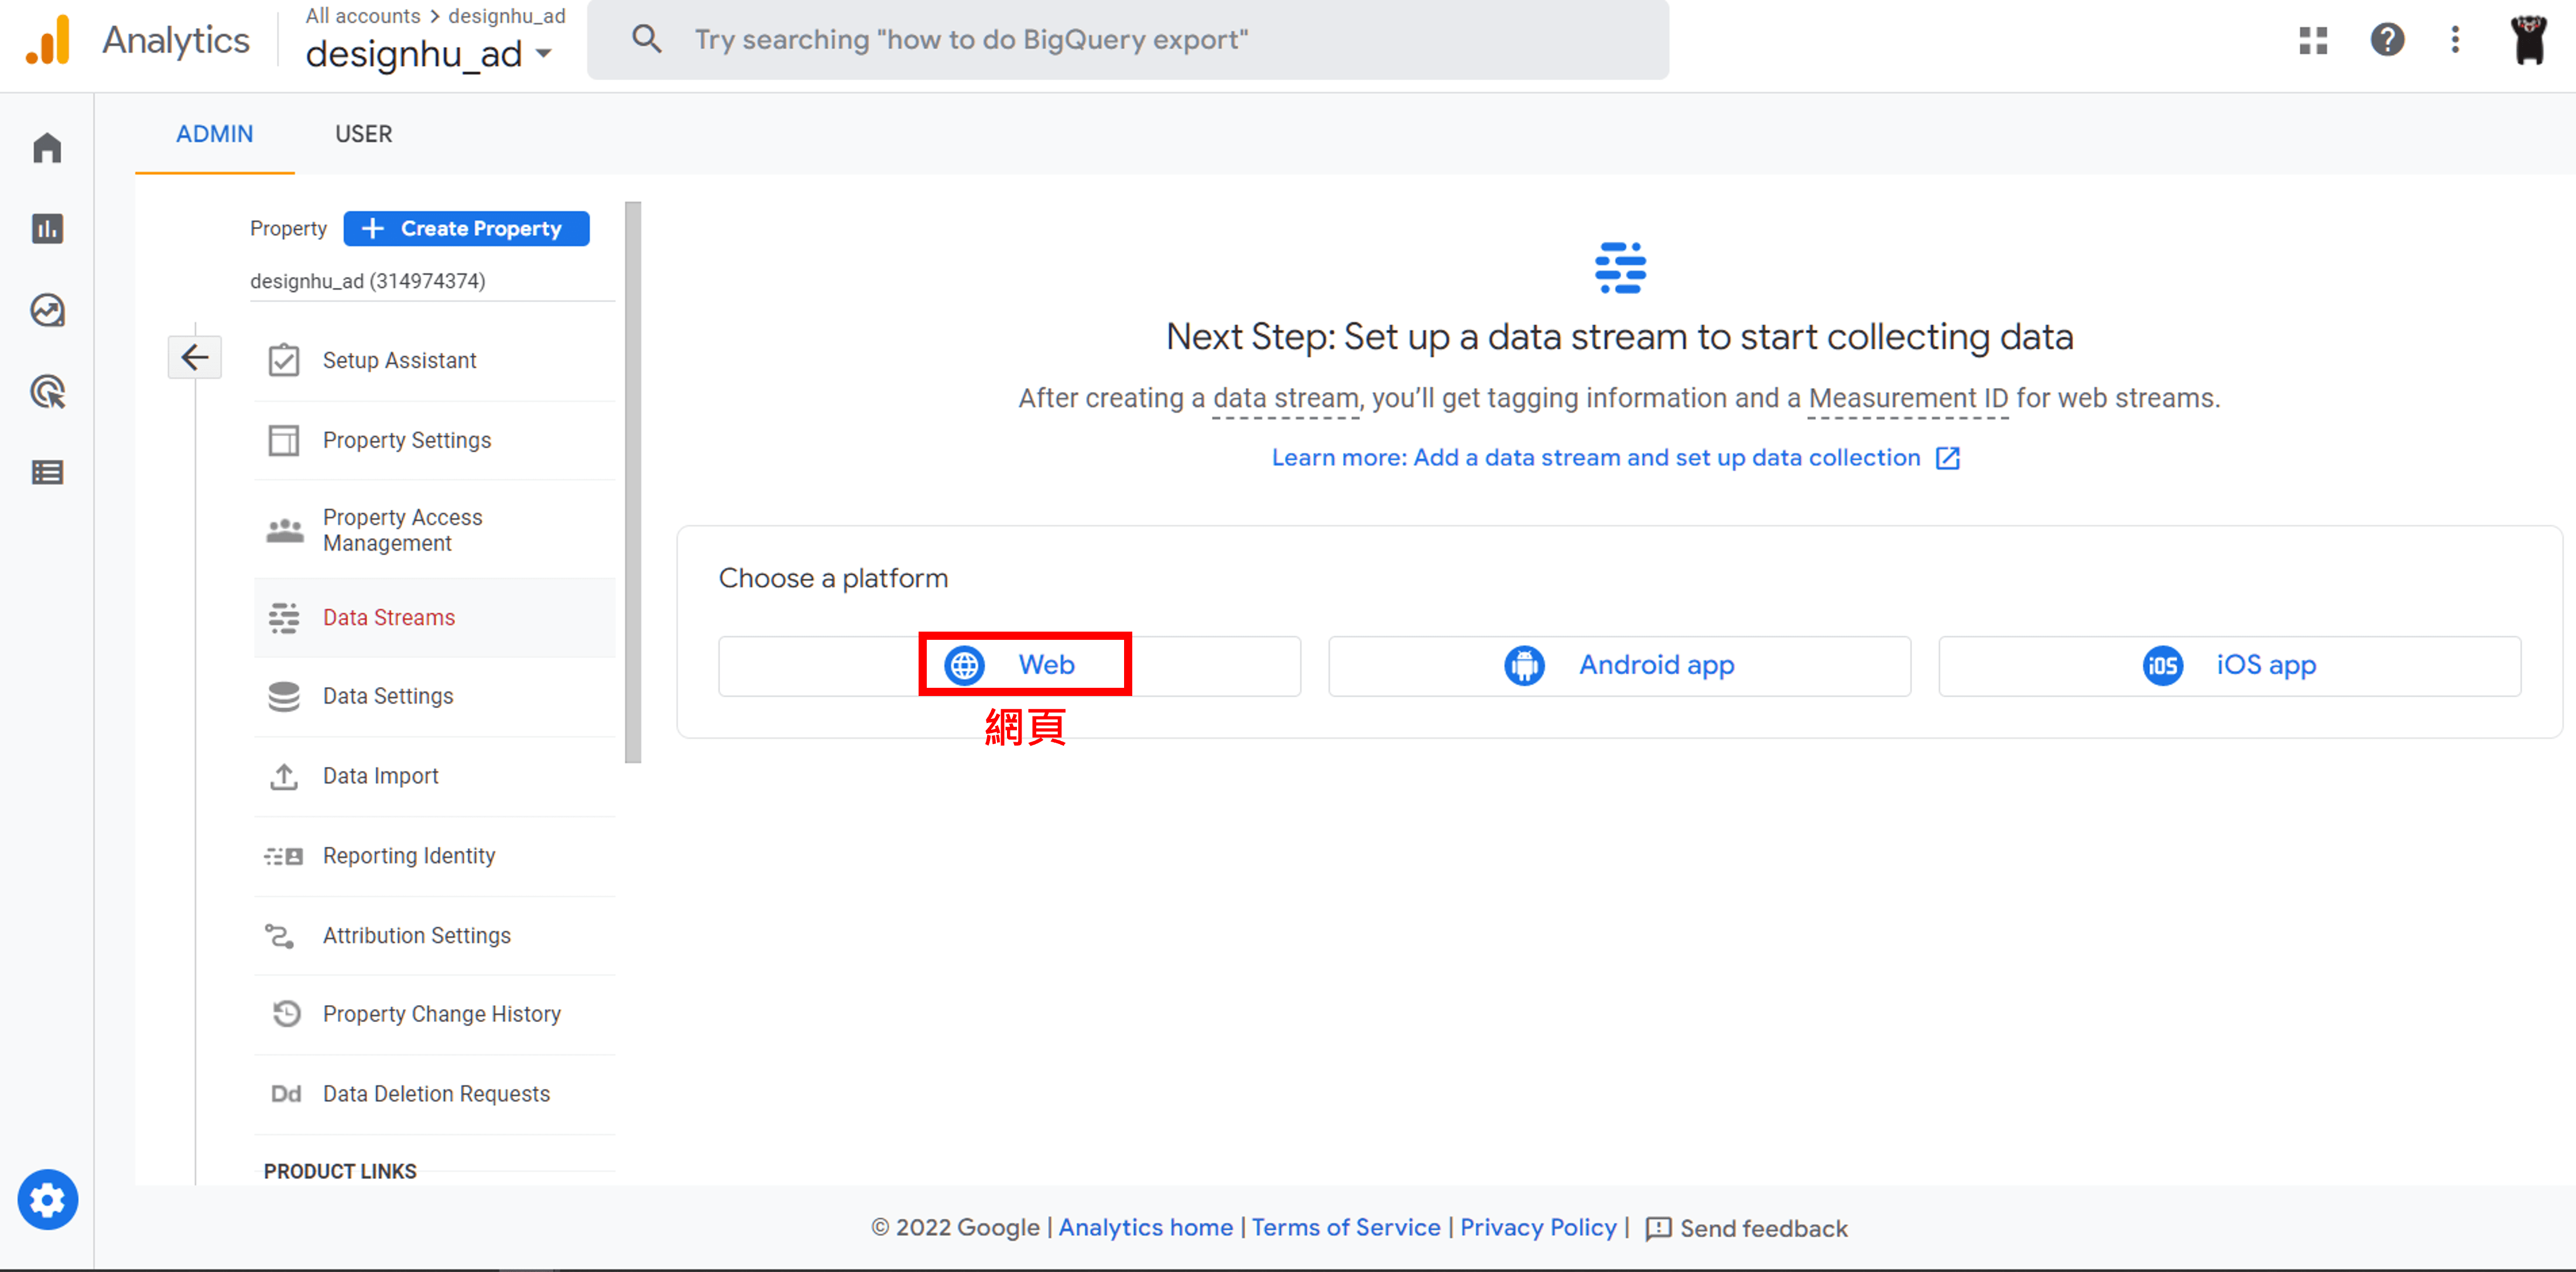 Analytics
All accounts > designhu_ad
designhu_ad
Try searching "how to do BigQuery export"
ADMIN
USER
Property
Create Property
designhu_ad (314974374)
Setup Assistant
Property Settings
Property Access
Management
Data Streams
Data Settings
Data Import
Reporting Identity
Attribution Settings
Property Change History
Dd Data Deletion Requests
PRODUCT LINKS
Next Step: Set up a data stream to start collecting data
After creating a data stream, you’ll get tagging information and a Measurement ID for web streams.
Learn more: Add a data stream and set up data collection
Choose a platform
Web
Android app
iOS iOS app
網頁
© 2022 Google | Analytics home | Terms of Service | Privacy Policy | Send feedback